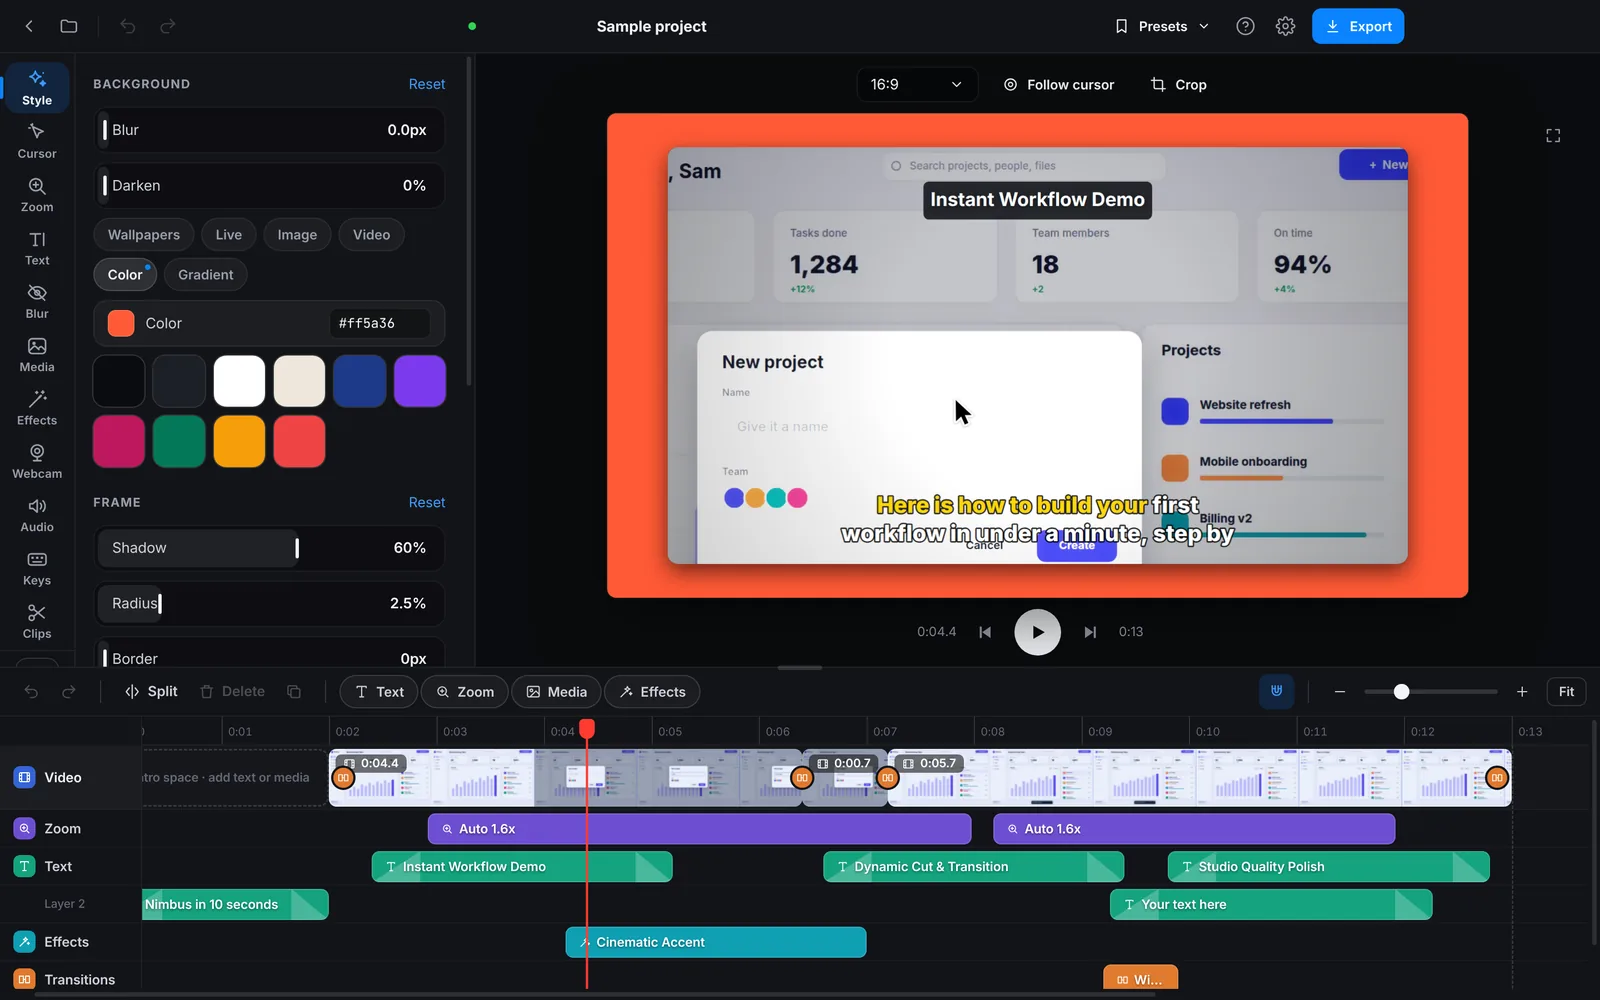 Sample project
Presets
Export
Style
Cursor
Zoom
Text
Blur
Media
Effects
Webcam
Audio
Keys
Clips
BACKGROUND Reset
Blur 0.0px
Darken 0%
Wallpapers Live Image Video
Color Gradient
Color #ff5a36
FRAME Reset
Shadow 60%
Radius 2.5%
Border 0px
16:9 Follow cursor Crop
, Sam
Search projects, people, files
+ New
Instant Workflow Demo
Tasks done
1,284
+12%
Team members
18
+2
On time
94%
+4%
New project
Name
Give it a name
Team
Cancel Create
Projects
Website refresh
Mobile onboarding
Billing v2
Here is how to build your first
workflow in under a minute, step by
0:04.4 0:13
Split Delete Text Zoom Media Effects Fit
0:01 0:02 0:03 0:04 0:05 0:06 0:07 0:08 0:09 0:10 0:11 0:12 0:13
Video
tro space · add text or media
0:04.4 0:00.7 0:05.7
Zoom
Auto 1.6x Auto 1.6x
Text
Instant Workflow Demo Dynamic Cut & Transition Studio Quality Polish
Layer 2
Nimbus in 10 seconds Your text here
Effects
Cinematic Accent
Transitions
Wi...